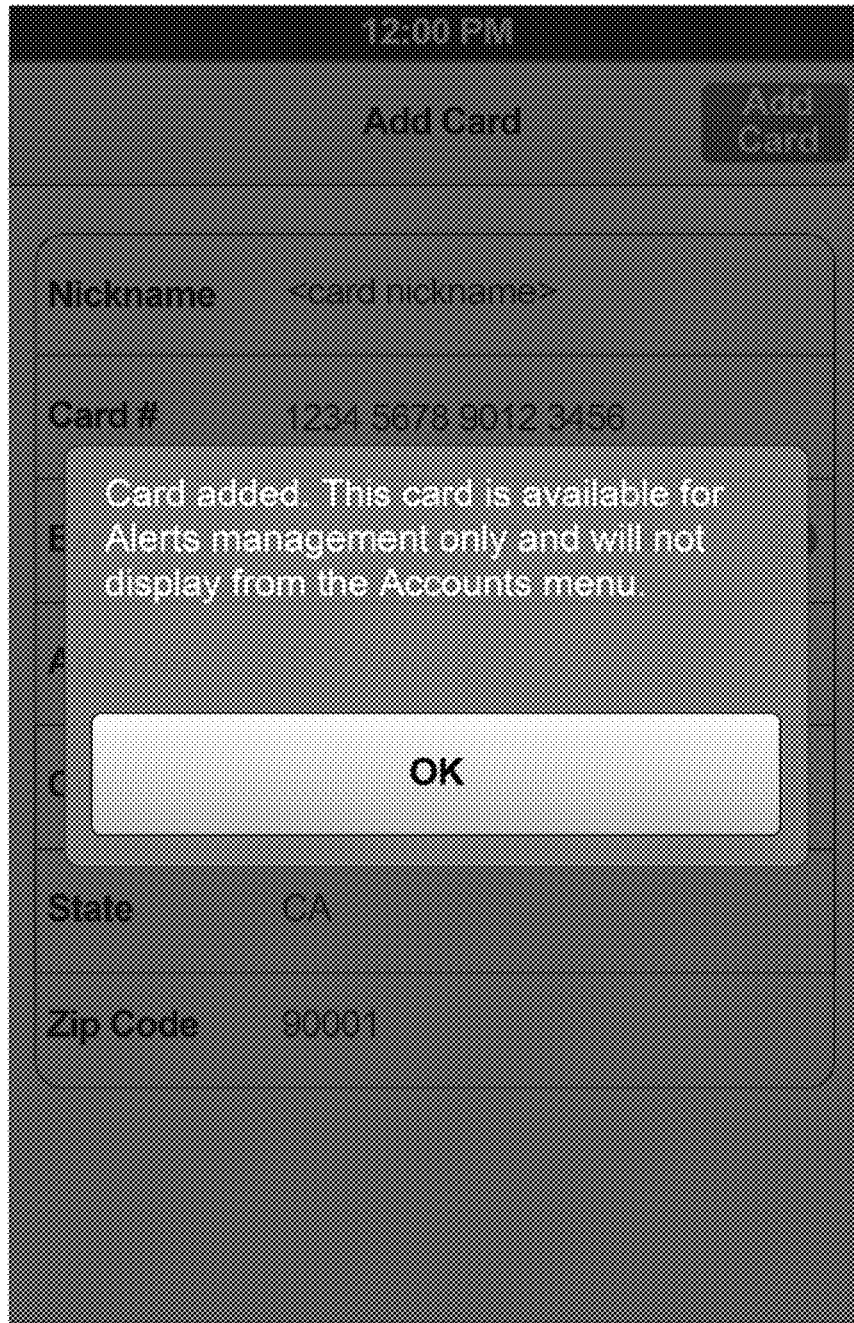 12:00 PM
Add Card
Add
Card
Nickname <card nickname>
Card # 1234 5678 9012 3456
Card added. This card is available for
Alerts management only and will not
display from the Accounts menu.
OK
State CA
Zip Code 90001